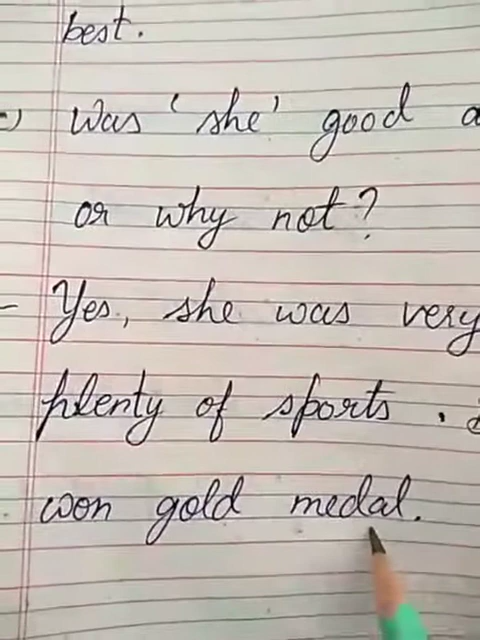 best.
Was 'she' good
or why not?
- Yes, she was very
plenty of sports.
won gold medal.